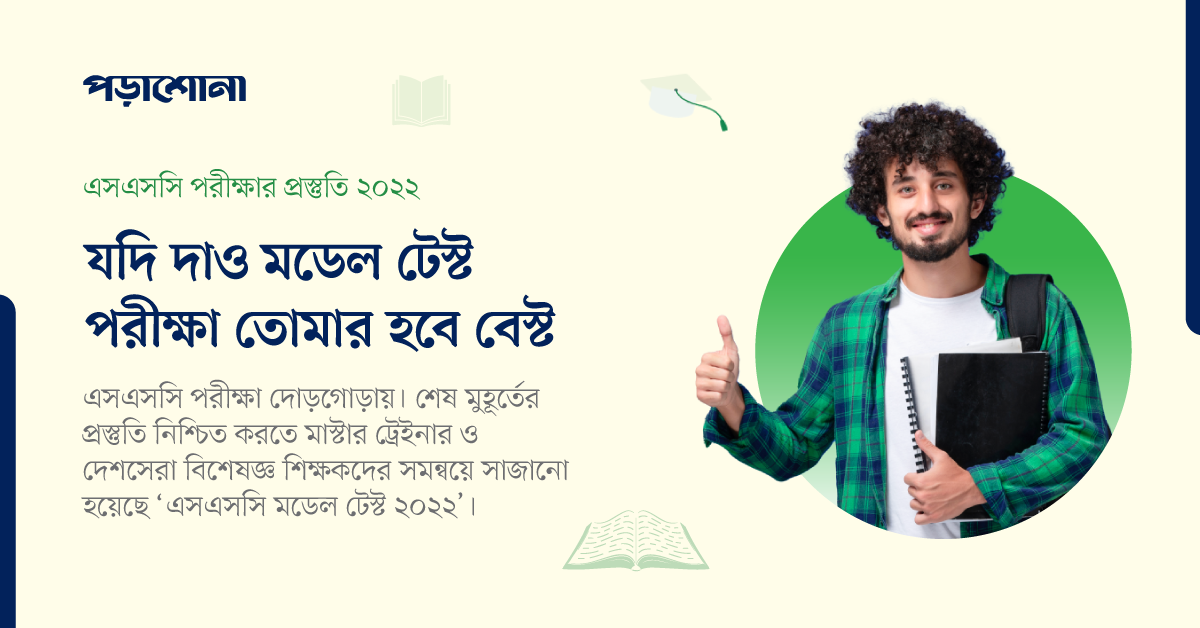 পড়াশোনা
এসএসসি পরীক্ষার প্রস্তুতি ২০২২
যদি দাও মডেল টেস্ট
পরীক্ষা তোমার হবে বেস্ট
এসএসসি পরীক্ষা দোড়গোড়ায়। শেষ মুহূর্তের
প্রস্তুতি নিশ্চিত করতে মাস্টার ট্রেইনার ও
দেশসেরা বিশেষজ্ঞ শিক্ষকদের সমন্বয়ে সাজানো
হয়েছে ‘এসএসসি মডেল টেস্ট ২০২২’।